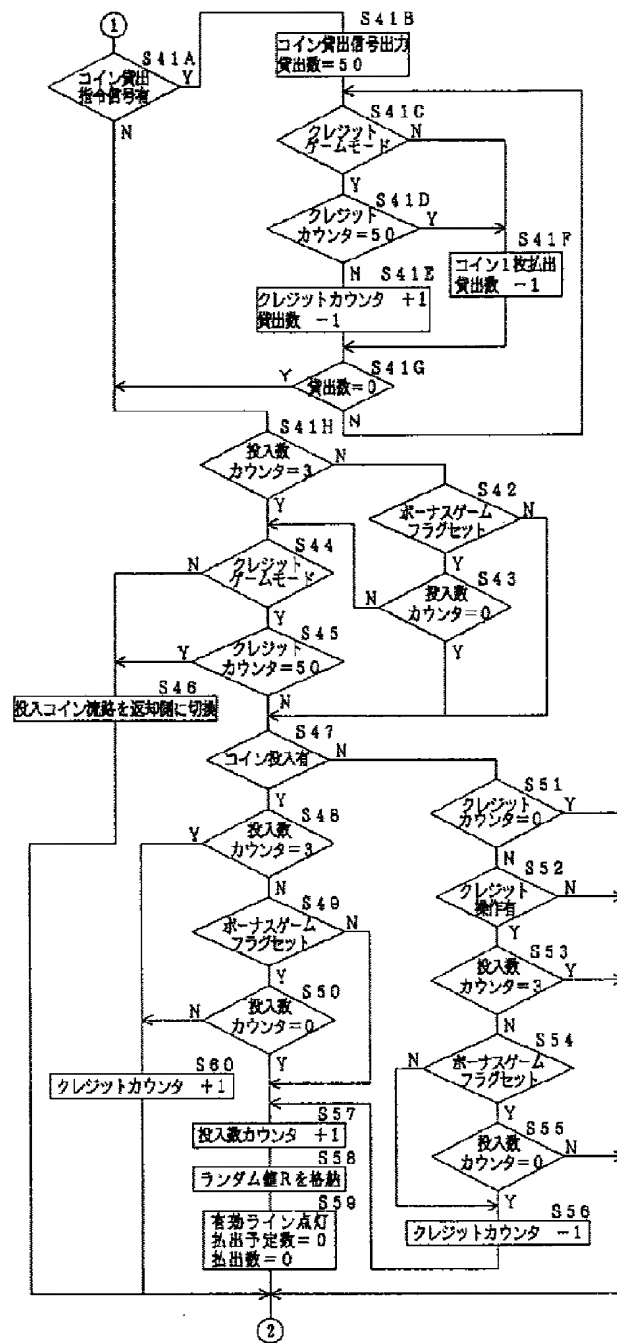 1
S41A
コイン貸出
指令信号有
Y
N
S41B
コイン貸出信号出力
貸出数=50
S41C
クレジット
ゲームモード
N
Y
S41D
クレジット
カウンタ=50
Y
N
S41E
クレジットカウンタ +1
貸出数 -1
S41F
コイン1枚払出
貸出数 -1
S41G
貸出数=0
Y
N
S41H
投入数
カウンタ=3
N
Y
S42
ボーナスゲーム
フラグセット
N
Y
S43
投入数
カウンタ=0
N
Y
S44
クレジット
ゲームモード
N
Y
S45
クレジット
カウンタ=50
Y
N
S46
投入コイン流路を返却側に切換
S47
コイン投入有
N
Y
S48
投入数
カウンタ=3
Y
N
S49
ボーナスゲーム
フラグセット
N
Y
S50
投入数
カウンタ=0
N
Y
S60
クレジットカウンタ +1
S51
クレジット
カウンタ=0
Y
N
S52
クレジット
操作有
N
Y
S53
投入数
カウンタ=3
Y
N
S54
ボーナスゲーム
フラグセット
N
Y
S55
投入数
カウンタ=0
N
Y
S56
クレジットカウンタ -1
S57
投入数カウンタ +1
S58
ランダム値Rを格納
S59
有効ライン点灯
払出予定数=0
払出数=0
2